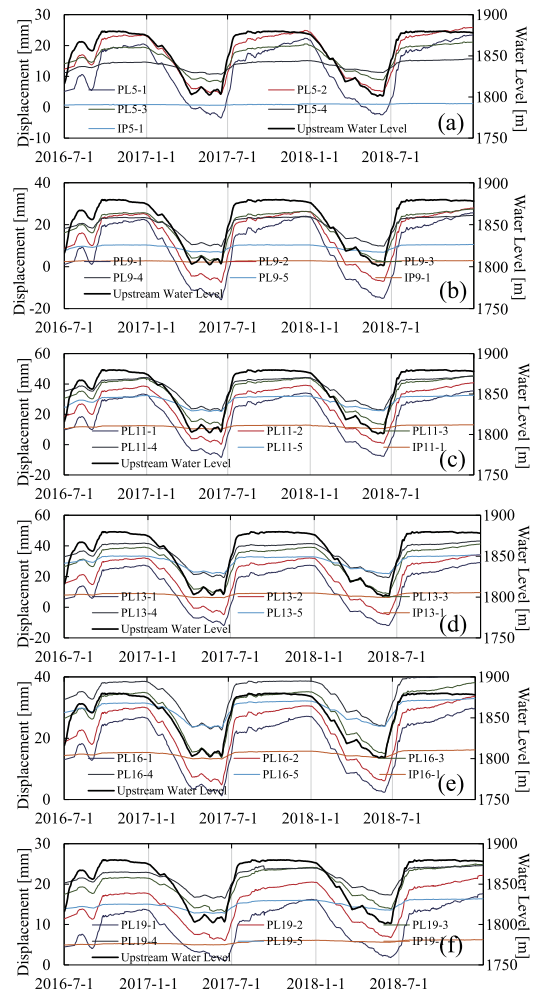 30
1900
20
1870
10
1840
0
1810
-10
1750
Displacement [mm]
Water Level [m]
PL5-1 PL5-2
PL5-3 PL5-4
IP5-1 Upstream Water Level
(a)
2016-7-1 2017-1-1 2017-7-1 2018-1-1 2018-7-1
40
1900
20
1850
0
1800
-20
1750
Displacement [mm]
Water Level [m]
PL9-1 PL9-2 PL9-3
PL9-4 PL9-5 IP9-1
Upstream Water Level
(b)
2016-7-1 2017-1-1 2017-7-1 2018-1-1 2018-7-1
60
1900
40
1850
20
1800
0
-20
1750
Displacement [mm]
Water Level [m]
PL11-1 PL11-2 PL11-3
PL11-4 PL11-5 IP11-1
Upstream Water Level
(c)
2016-7-1 2017-1-1 2017-7-1 2018-1-1 2018-7-1
60
1900
40
1850
20
1800
0
-20
1750
Displacement [mm]
Water Level [m]
PL13-1 PL13-2 PL13-3
PL13-4 PL13-5 IP13-1
Upstream Water Level
(d)
2016-7-1 2017-1-1 2017-7-1 2018-1-1 2018-7-1
40
1900
1850
20
1800
0
1750
Displacement [mm]
Water Level [m]
PL16-1 PL16-2 PL16-3
PL16-4 PL16-5 IP16-1
Upstream Water Level
(e)
2016-7-1 2017-1-1 2017-7-1 2018-1-1 2018-7-1
30
1900
20
1850
10
1800
0
1750
Displacement [mm]
Water Level [m]
PL19-1 PL19-2 PL19-3
PL19-4 PL19-5
Upstream Water Level
(f)
2016-7-1 2017-1-1 2017-7-1 2018-1-1 2018-7-1